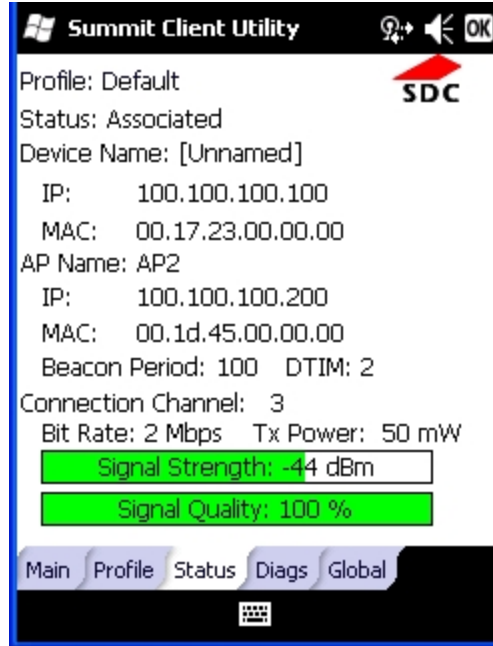 Summit Client Utility OK
Profile: Default
SDC
Status: Associated
Device Name: [Unnamed]
IP: 100.100.100.100
MAC: 00.17.23.00.00.00
AP Name: AP2
IP: 100.100.100.200
MAC: 00.1d.45.00.00.00
Beacon Period: 100 DTIM: 2
Connection Channel: 3
Bit Rate: 2 Mbps Tx Power: 50 mW
Signal Strength: -44 dBm
Signal Quality: 100 %
Main Profile Status Diags Global